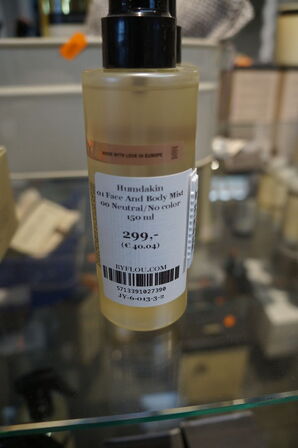 MADE WITH LOVE IN EUROPE
Humdakin
01 Face And Body Mist
00 Neutral/No color
150 ml
299,-
(€ 40.04)
BYFLOU.COM
5713391027390
JY-6-013-3-2